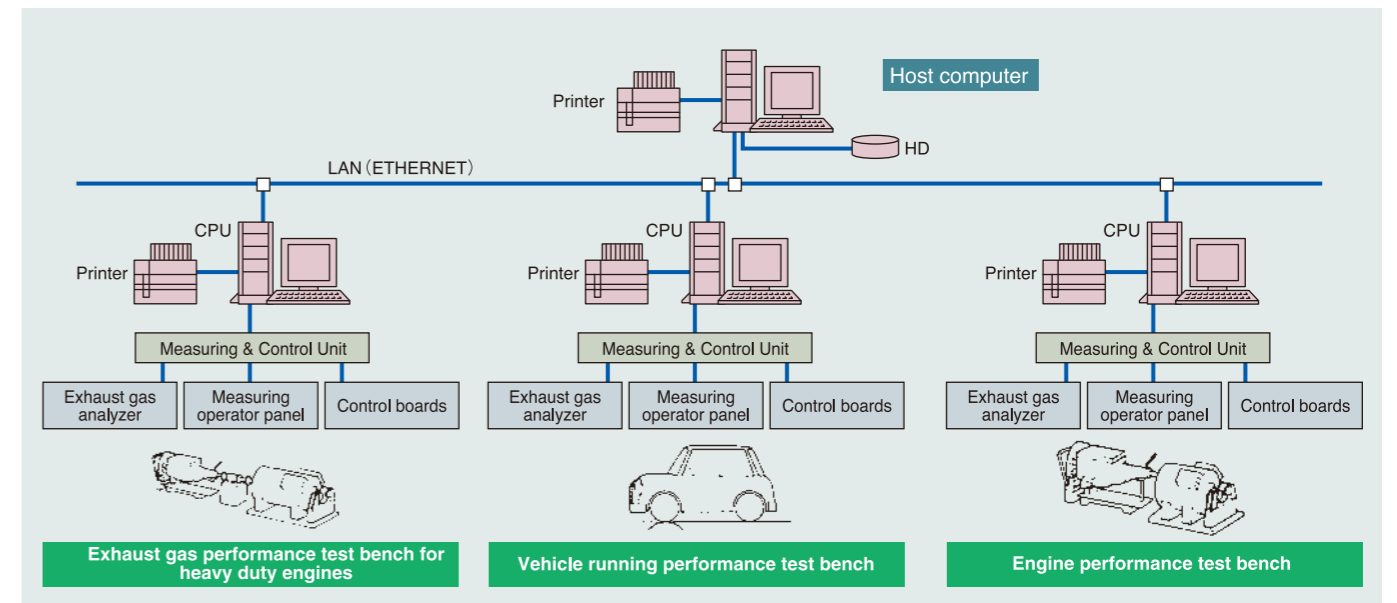 Host computer
Printer
HD
LAN（ETHERNET）
CPU
Printer
Measuring & Control Unit
Exhaust gas
analyzer
Measuring
operator panel
Control boards
Exhaust gas performance test bench for
heavy duty engines
CPU
Printer
Measuring & Control Unit
Exhaust gas
analyzer
Measuring
operator panel
Control boards
Vehicle running performance test bench
CPU
Printer
Measuring & Control Unit
Exhaust gas
analyzer
Measuring
operator panel
Control boards
Engine performance test bench